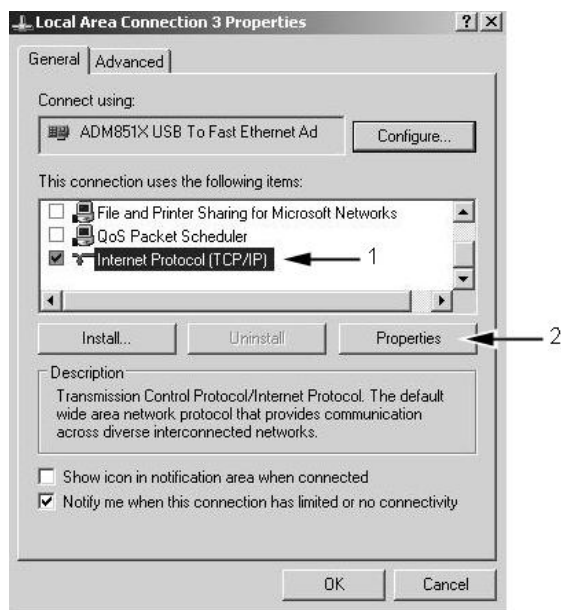 Local Area Connection 3 Properties
General
Advanced
Connect using:
ADM851X USB To Fast Ethernet Ad
Configure...
This connection uses the following items:
File and Printer Sharing for Microsoft Networks
QoS Packet Scheduler
Internet Protocol (TCP/IP)
1
Install...
Uninstall
Properties
2
Description
Transmission Control Protocol/Internet Protocol. The default
wide area network protocol that provides communication
across diverse interconnected networks.
Show icon in notification area when connected
Notify me when this connection has limited or no connectivity
OK
Cancel